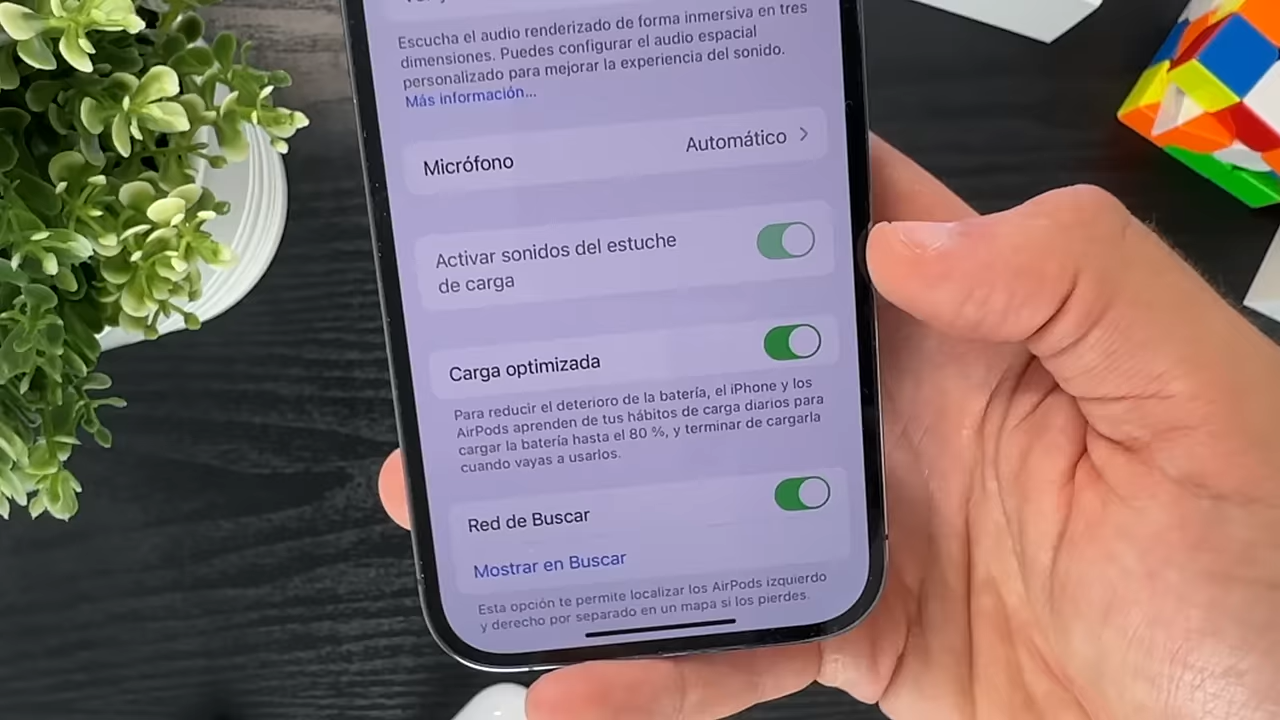 Escucha el audio renderizado de forma inmersiva en tres
dimensiones. Puedes configurar el audio espacial
personalizado para mejorar la experiencia del sonido.
Más información...
Micrófono Automático
Activar sonidos del estuche
de carga
Carga optimizada
Para reducir el deterioro de la batería, el iPhone y los
AirPods aprenden de tus hábitos de carga diarios para
cargar la batería hasta el 80 %, y terminar de cargarla
cuando vayas a usarlos.
Red de Buscar
Mostrar en Buscar
Esta opción te permite localizar los AirPods izquierdo
y derecho por separado en un mapa si los pierdes.